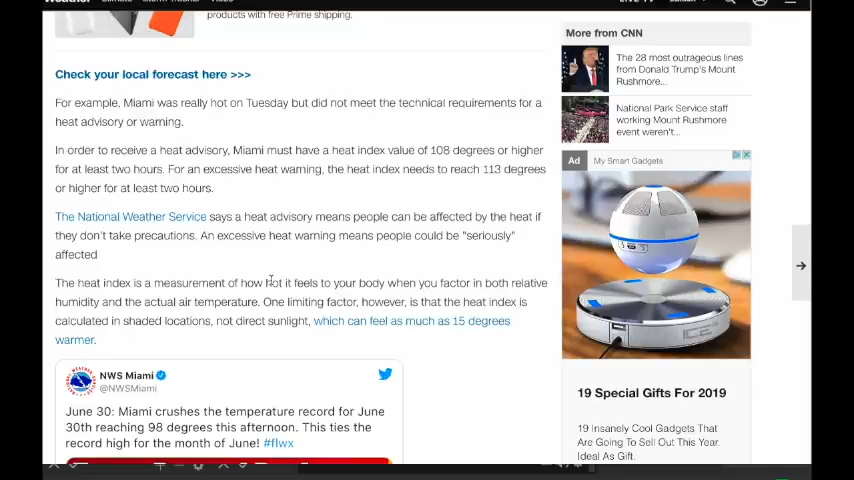 products with free Prime shipping.
Check your local forecast here >>>
For example, Miami was really hot on Tuesday but did not meet the technical requirements for a
heat advisory or warning.
In order to receive a heat advisory, Miami must have a heat index value of 108 degrees or higher
for at least two hours. For an excessive heat warning, the heat index needs to reach 113 degrees
or higher for at least two hours.
The National Weather Service says a heat advisory means people can be affected by the heat if
they don't take precautions. An excessive heat warning means people could be "seriously"
affected
The heat index is a measurement of how hot it feels to your body when you factor in both relative
humidity and the actual air temperature. One limiting factor, however, is that the heat index is
calculated in shaded locations, not direct sunlight, which can feel as much as 15 degrees
warmer.
NWS Miami
@NWSMiami
June 30: Miami crushes the temperature record for June
30th reaching 98 degrees this afternoon. This ties the
record high for the month of June! #flwx
More from CNN
The 28 most outrageous lines
from Donald Trump's Mount
Rushmore...
National Park Service staff
working Mount Rushmore
event weren't...
Ad My Smart Gadgets
ICE
19 Special Gifts For 2019
19 Insanely Cool Gadgets That
Are Going To Sell Out This Year.
Ideal As Gift.